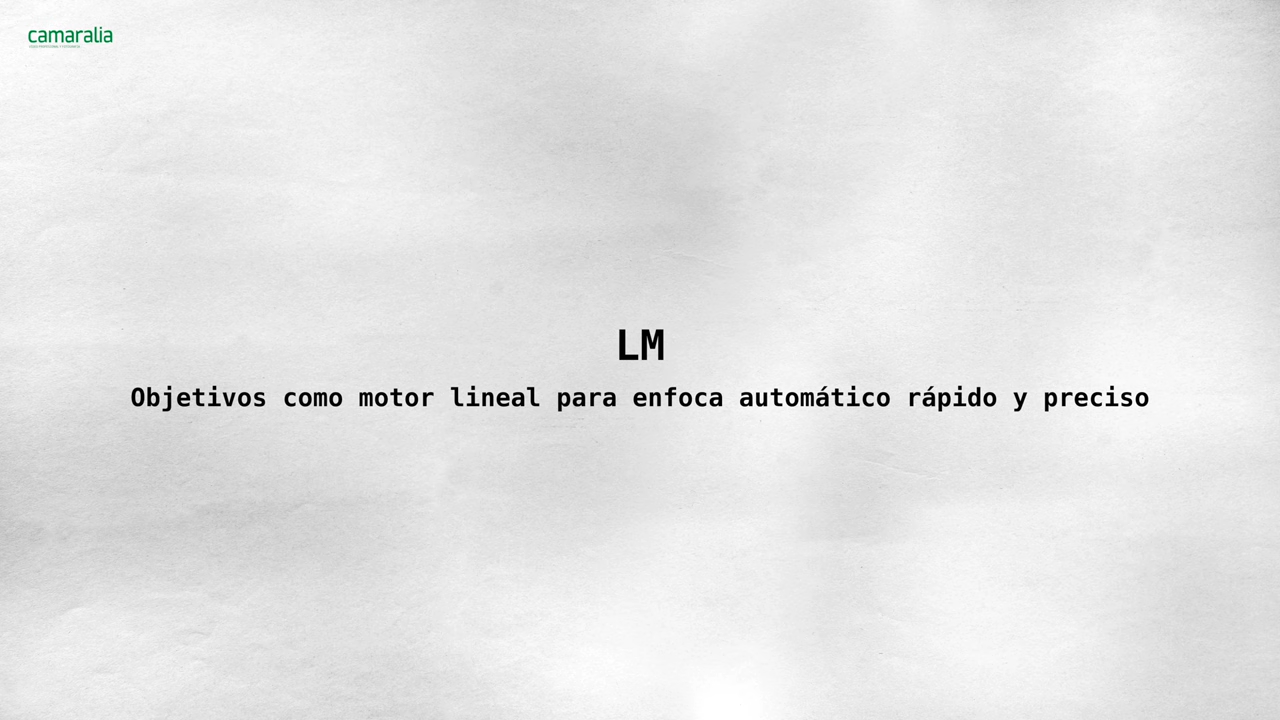 camaralia
LM
Objetivos como motor lineal para enfoca automático rápido y preciso